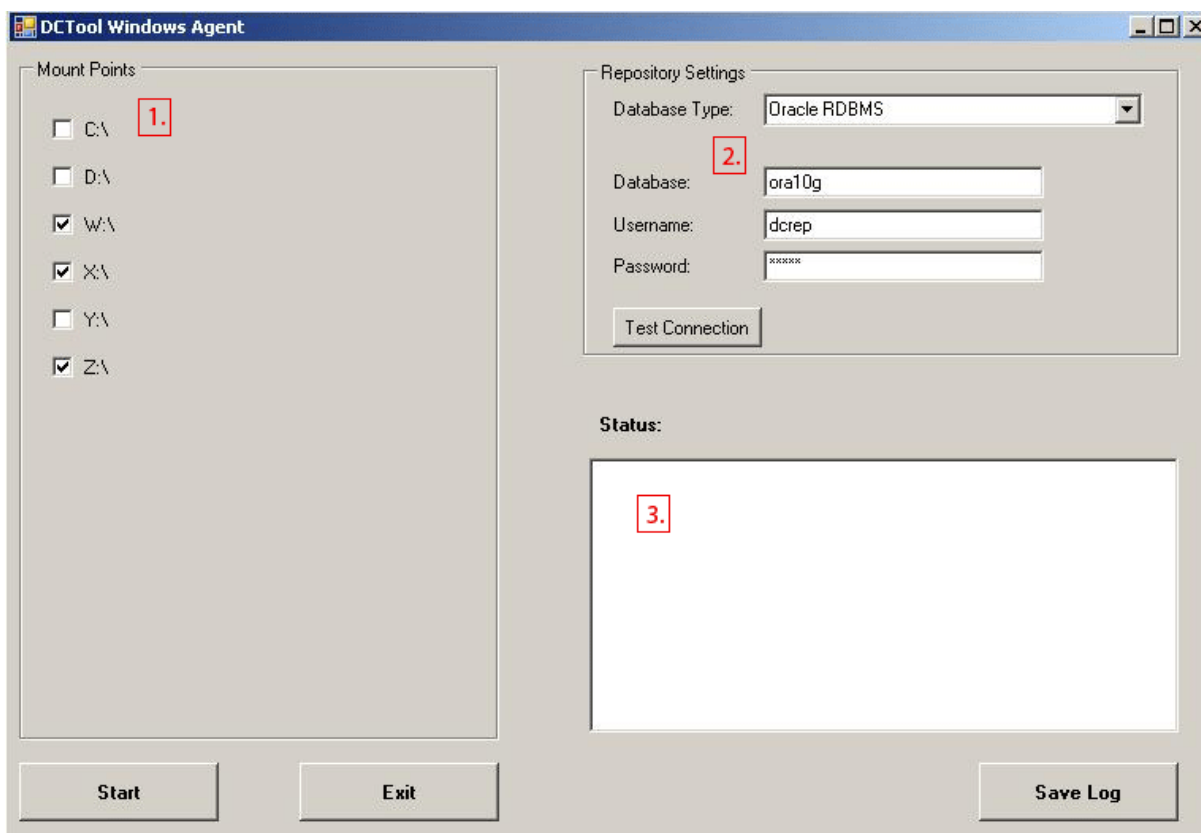 DCTool Windows Agent
Mount Points
1.
C:\
D:\
W:\
X:\
Y:\
Z:\
Repository Settings
Database Type: Oracle RDBMS
2.
Database: ora10g
Username: dcrep
Password: *****
Test Connection
Status:
3.
Start
Exit
Save Log